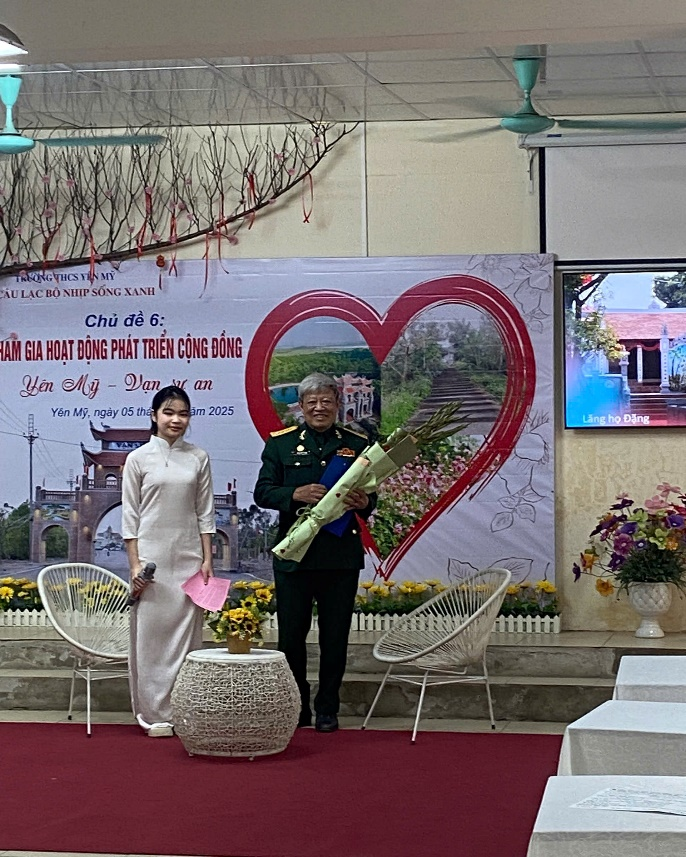 TRƯỜNG THCS YÊN MỸ
CÂU LẠC BỘ NHỊP SỐNG XANH
Chủ đề 6:
THAM GIA HOẠT ĐỘNG PHÁT TRIỂN CỘNG ĐỒNG
Yên Mỹ - Vạn sự an
Yên Mỹ, ngày 05 năm 2025
Lăng họ Đặng